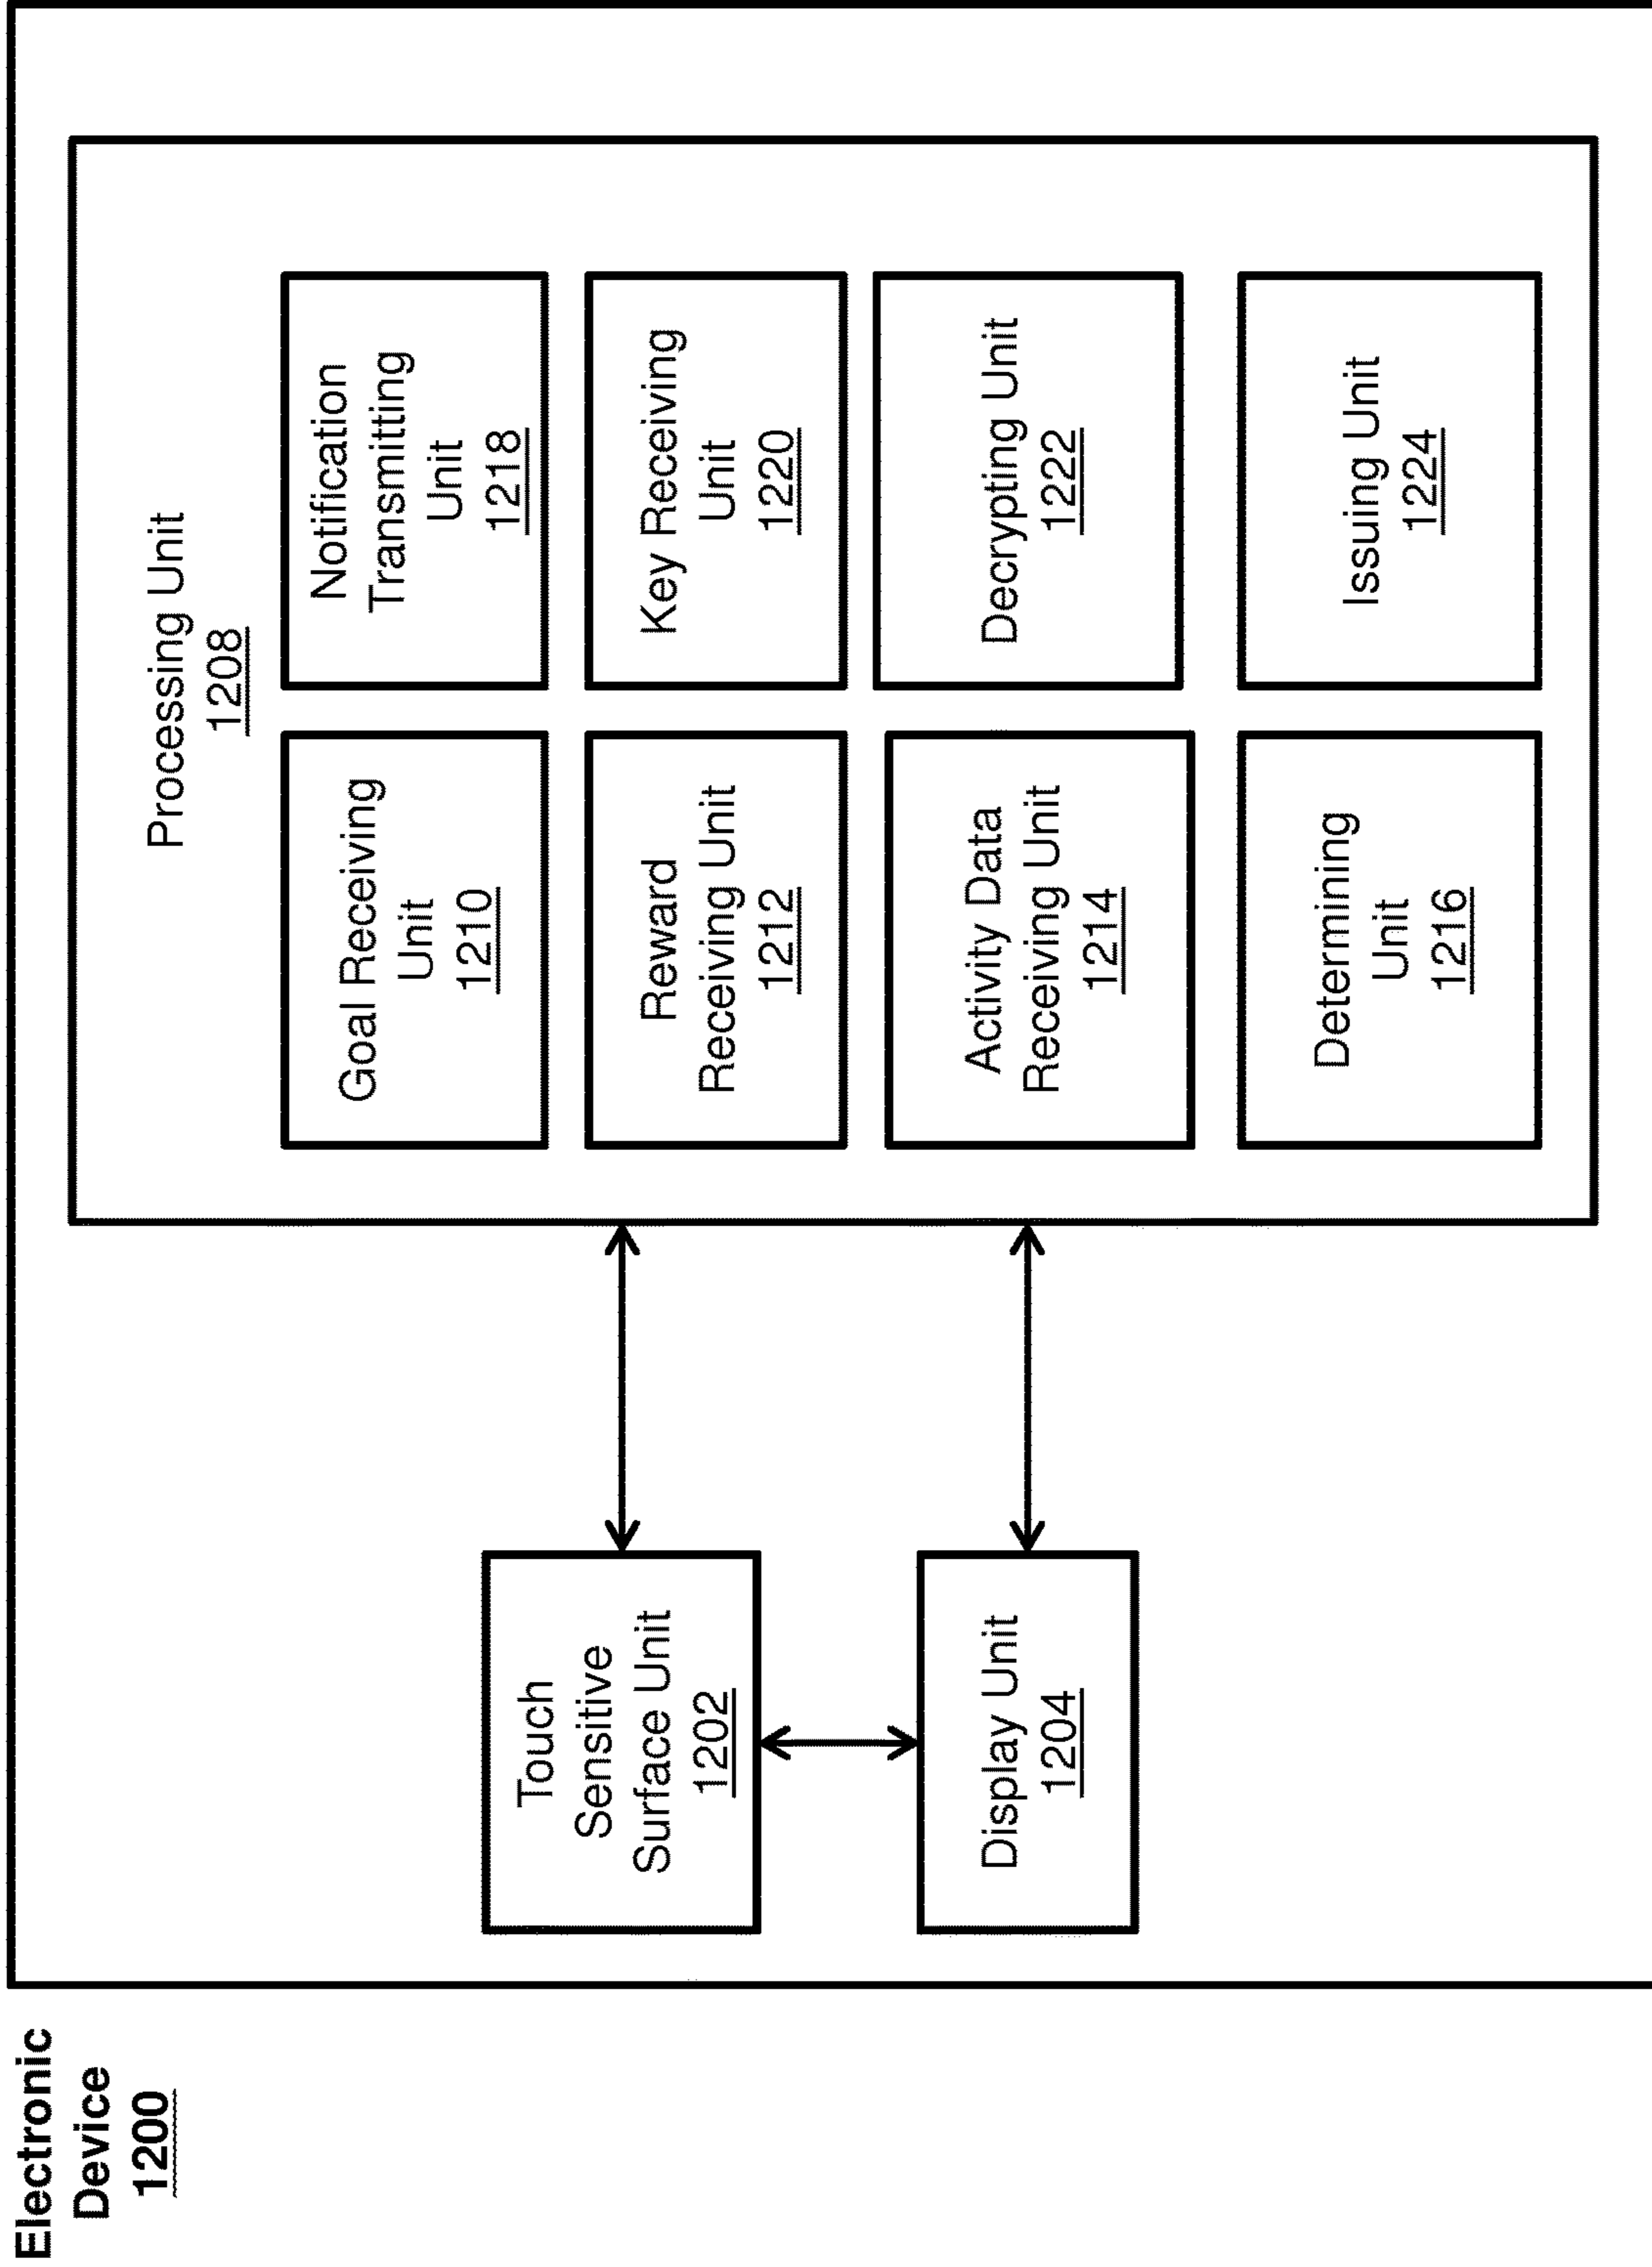 Electronic
Device
1200
Touch
Sensitive
Surface Unit
1202
Display Unit
1204
Processing Unit
1208
Goal Receiving
Unit
1210
Notification
Transmitting
Unit
1218
Reward
Receiving Unit
1212
Key Receiving
Unit
1220
Activity Data
Receiving Unit
1214
Decrypting Unit
1222
Determining
Unit
1216
Issuing Unit
1224